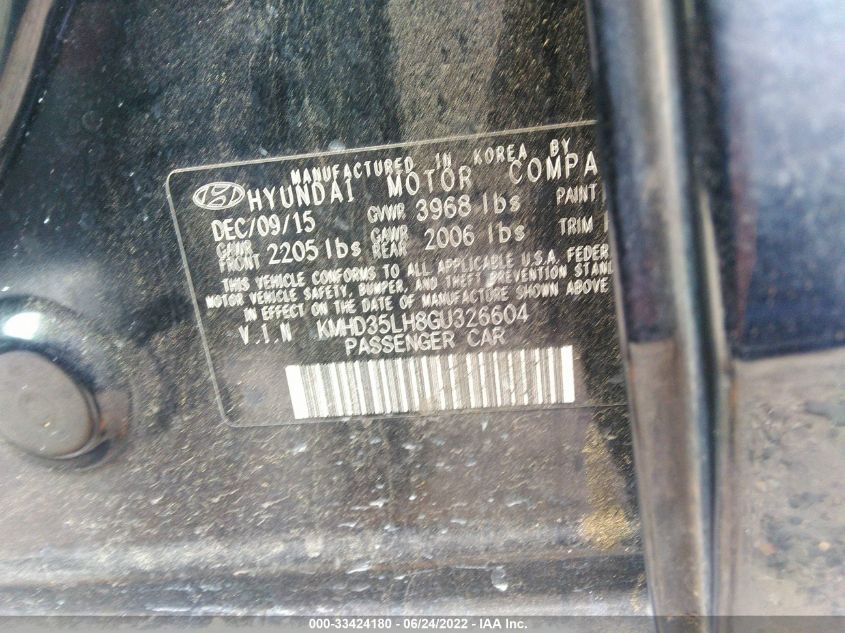 MANUFACTURED IN KOREA BY
HYUNDAI MOTOR COMPA
DEC/09/15 GVWR 3968 lbs PAINT
GAWR FRONT 2205 lbs GAWR REAR 2006 lbs TRIM
THIS VEHICLE CONFORMS TO ALL APPLICABLE U.S.A. FEDER
MOTOR VEHICLE SAFETY, BUMPER, AND THEFT PREVENTION STAN
IN EFFECT ON THE DATE OF MANUFACTURE SHOWN ABOVE
V.I.N KMHD35LH8GU326604
PASSENGER CAR
000-33424180 - 06/24/2022 - IAA Inc.